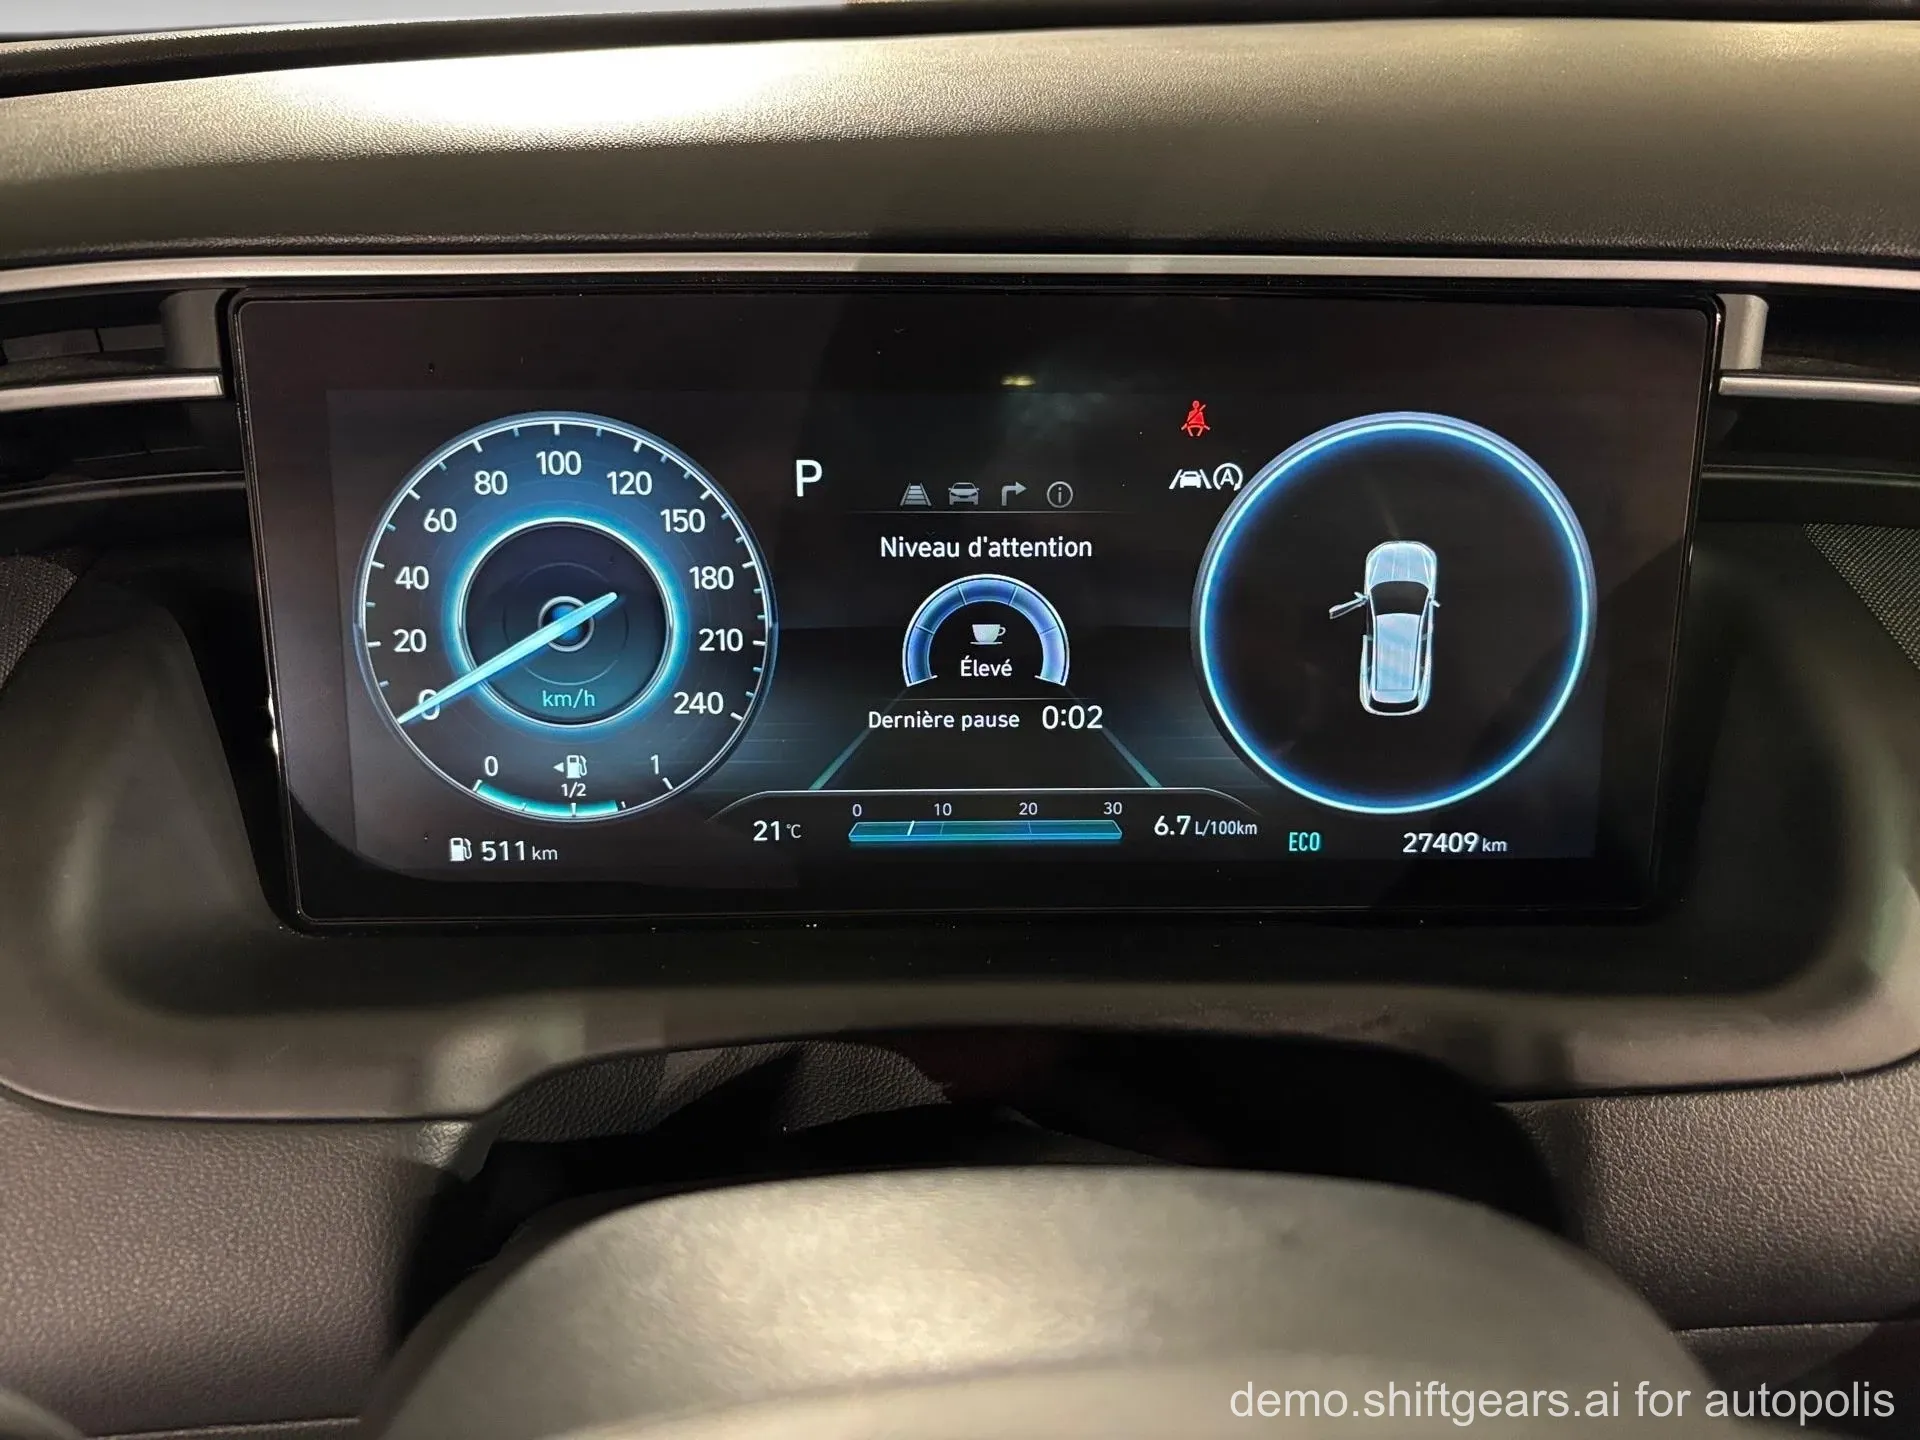 0
20
40
60
80
100
120
150
180
210
240
km/h
0
1/2
1
511 km
P
Niveau d'attention
Élevé
Dernière pause 0:02
21 °C
0 10 20 30
6.7 L/100km
A
ECO
27409 km
demo.shiftgears.ai for autopolis